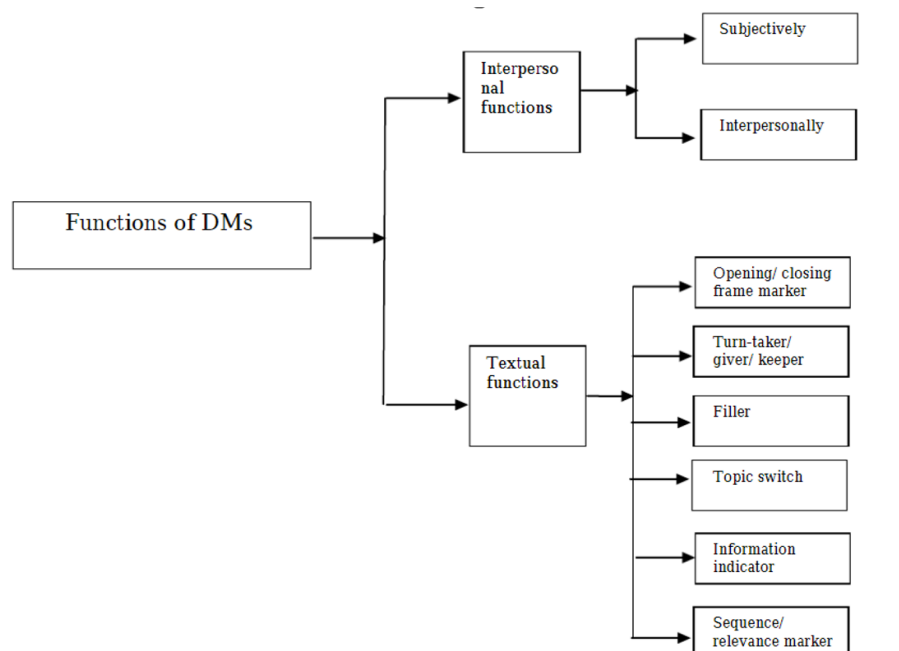 Subjectively
Interperso
nal
functions
Interpersonally
Functions of DMs
Opening/ closing
frame marker
Turn-taker/
giver/ keeper
Textual
functions
Filler
Topic switch
Information
indicator
Sequence/
relevance marker